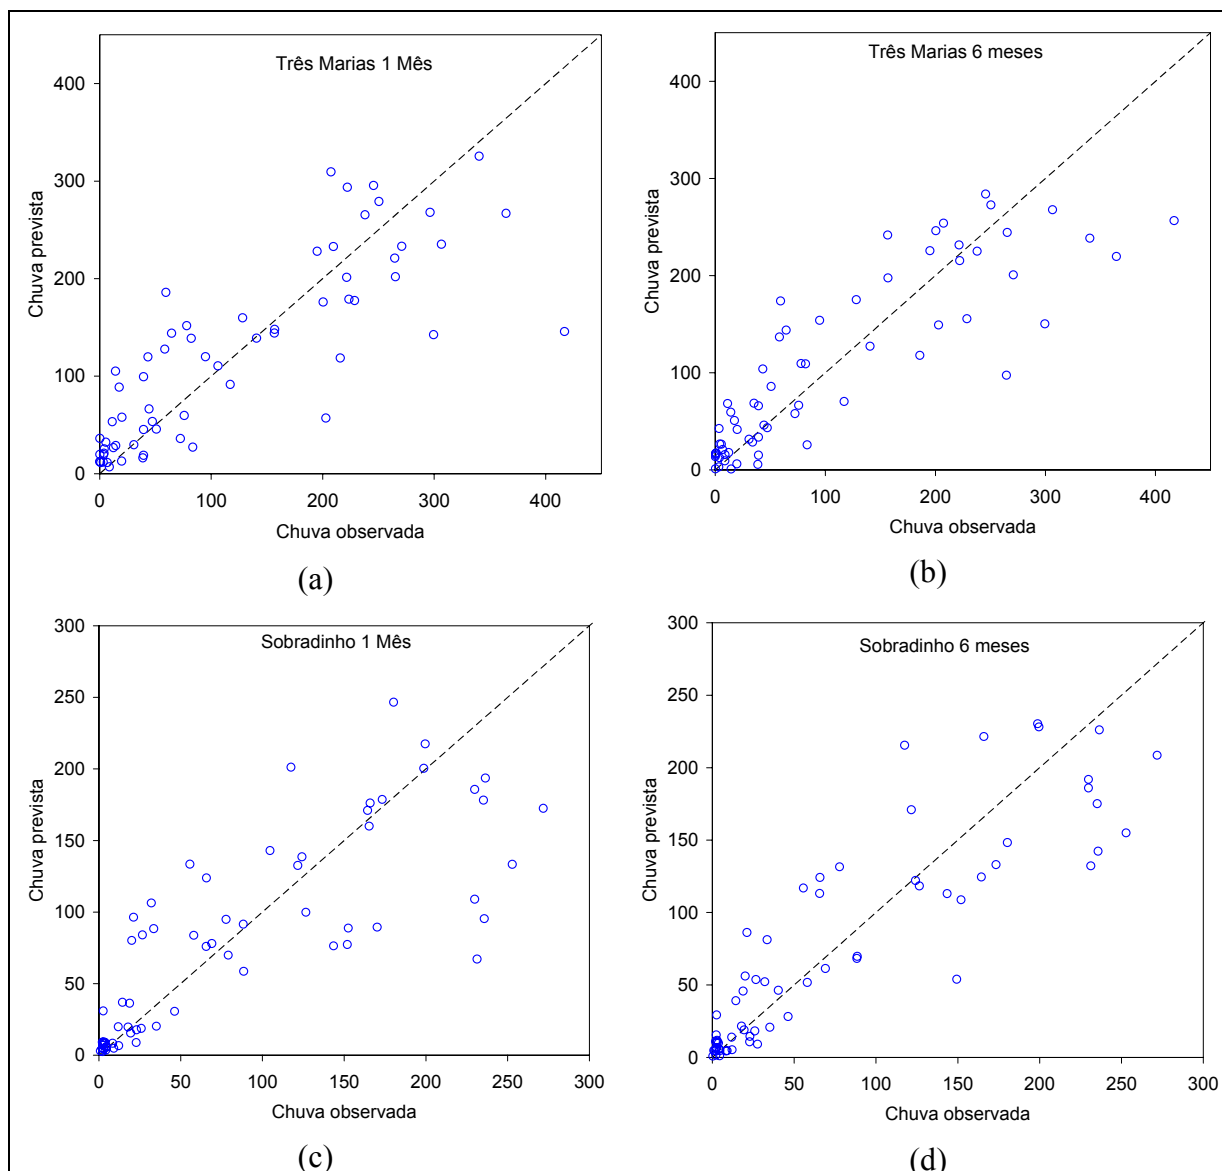 Três Marias 1 Mês
Chuva prevista
400
300
200
100
0
0 100 200 300 400
Chuva observada
(a)
Três Marias 6 meses
Chuva prevista
400
300
200
100
0
0 100 200 300 400
Chuva observada
(b)
Sobradinho 1 Mês
Chuva prevista
300
250
200
150
100
50
0
0 50 100 150 200 250 300
Chuva observada
(c)
Sobradinho 6 meses
Chuva prevista
300
250
200
150
100
50
0
0 50 100 150 200 250 300
Chuva observada
(d)